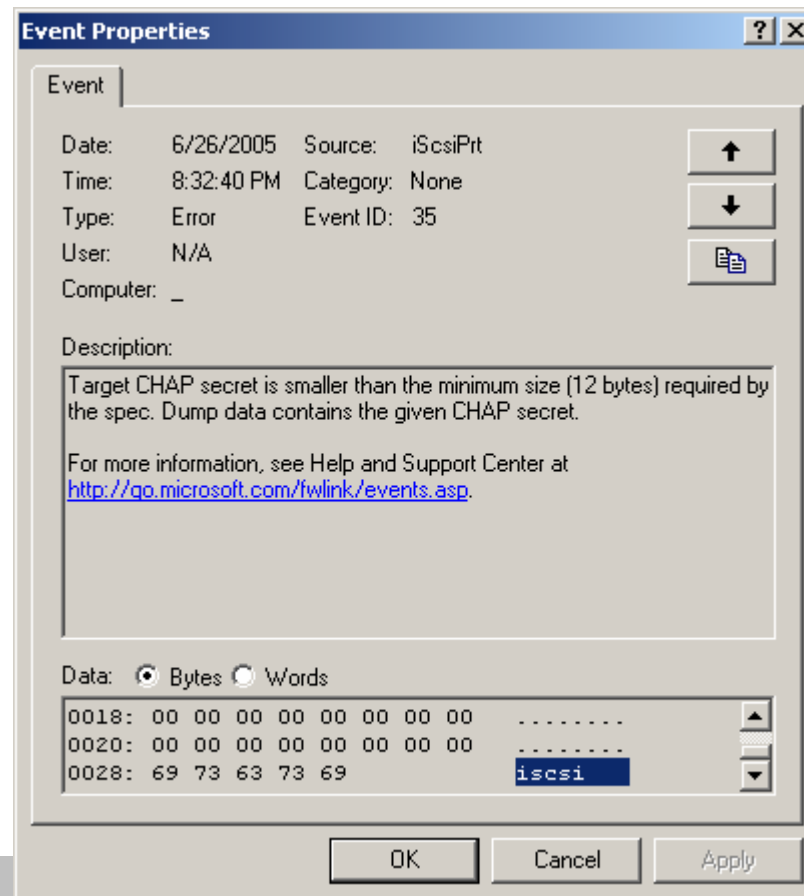 Event Properties
Event
Date: 6/26/2005 Source: iScsiPrt
Time: 8:32:40 PM Category: None
Type: Error Event ID: 35
User: N/A
Computer: _
Description:
Target CHAP secret is smaller than the minimum size (12 bytes) required by
the spec. Dump data contains the given CHAP secret.
For more information, see Help and Support Center at
http://go.microsoft.com/fwlink/events.asp.
Data: Bytes Words
0018: 00 00 00 00 00 00 00 00 ........
0020: 00 00 00 00 00 00 00 00 ........
0028: 69 73 63 73 69 iscsi
OK Cancel Apply